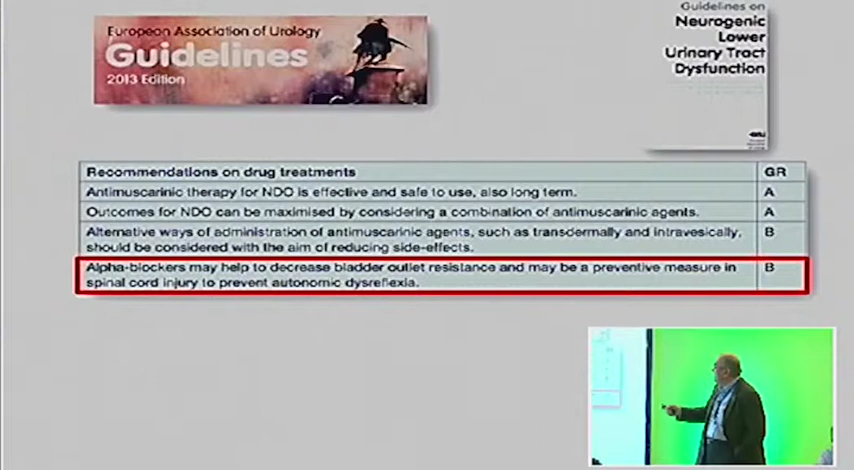 European Association of Urology
Guidelines
2013 Edition
Guidelines on
Neurogenic
Lower
Urinary Tract
Dysfunction
Recommendations on drug treatments GR
Antimuscarinic therapy for NDO is effective and safe to use, also long term. A
Outcomes for NDO can be maximised by considering a combination of antimuscarinic agents. A
Alternative ways of administration of antimuscarinic agents, such as transdermally and intravesically, B
should be considered with the aim of reducing side-effects.
Alpha-blockers may help to decrease bladder outlet resistance and may be a preventive measure in B
spinal cord injury to prevent autonomic dysreflexia.